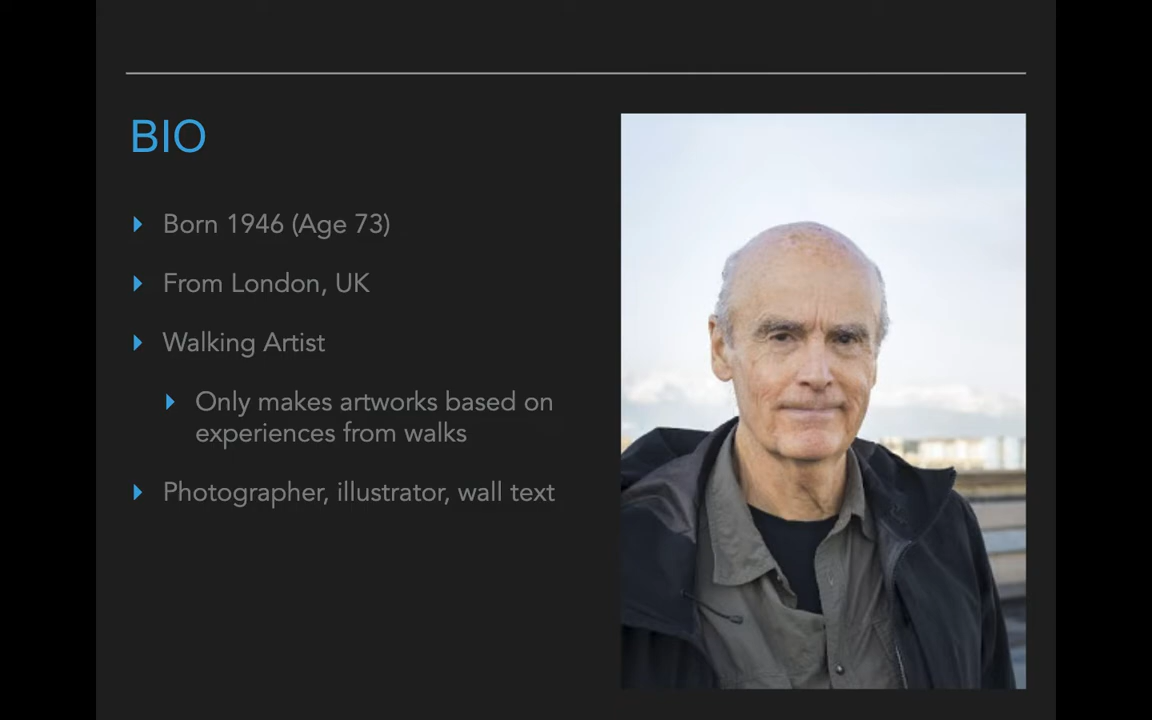 BIO
Born 1946 (Age 73)
From London, UK
Walking Artist
Only makes artworks based on
experiences from walks
Photographer, illustrator, wall text